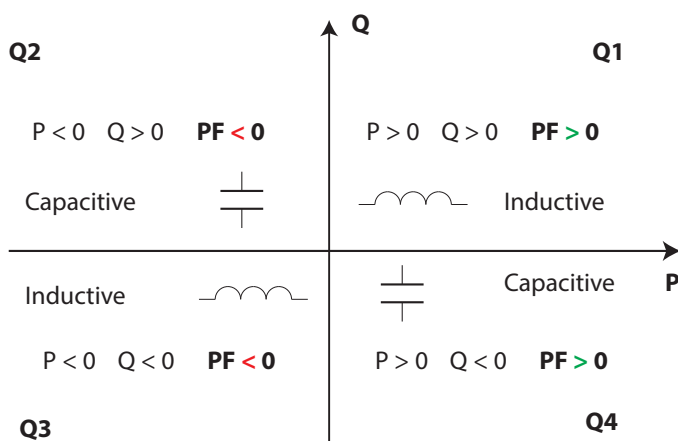 Q
Q2 Q1
P < 0 Q > 0 PF < 0 P > 0 Q > 0 PF > 0
Capacitive Inductive
Inductive Capacitive P
P < 0 Q < 0 PF < 0 P > 0 Q < 0 PF > 0
Q3 Q4